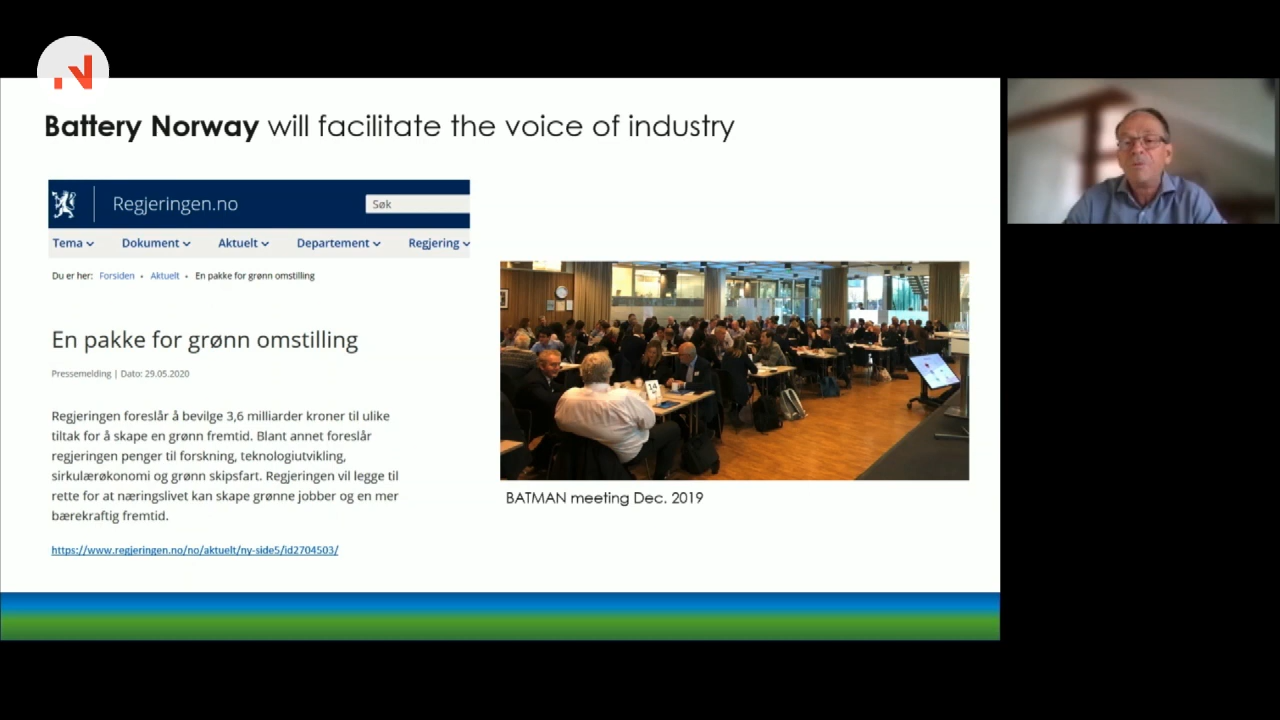 Battery Norway will facilitate the voice of industry
Regjeringen.no
Søk
Tema
Dokument
Aktuelt
Departement
Regjering
Du er her: Forsiden • Aktuelt • En pakke for grønn omstilling
En pakke for grønn omstilling
Pressemelding | Dato: 29.05.2020
Regjeringen foreslår å bevilge 3,6 milliarder kroner til ulike
tiltak for å skape en grønn fremtid. Blant annet foreslår
regjeringen penger til forskning, teknologiutvikling,
sirkulærøkonomi og grønn skipsfart. Regjeringen vil legge til
rette for at næringslivet kan skape grønne jobber og en mer
bærekraftig fremtid.
https://www.regjeringen.no/no/aktuelt/ny-side5/id2704503/
14
BATMAN meeting Dec. 2019